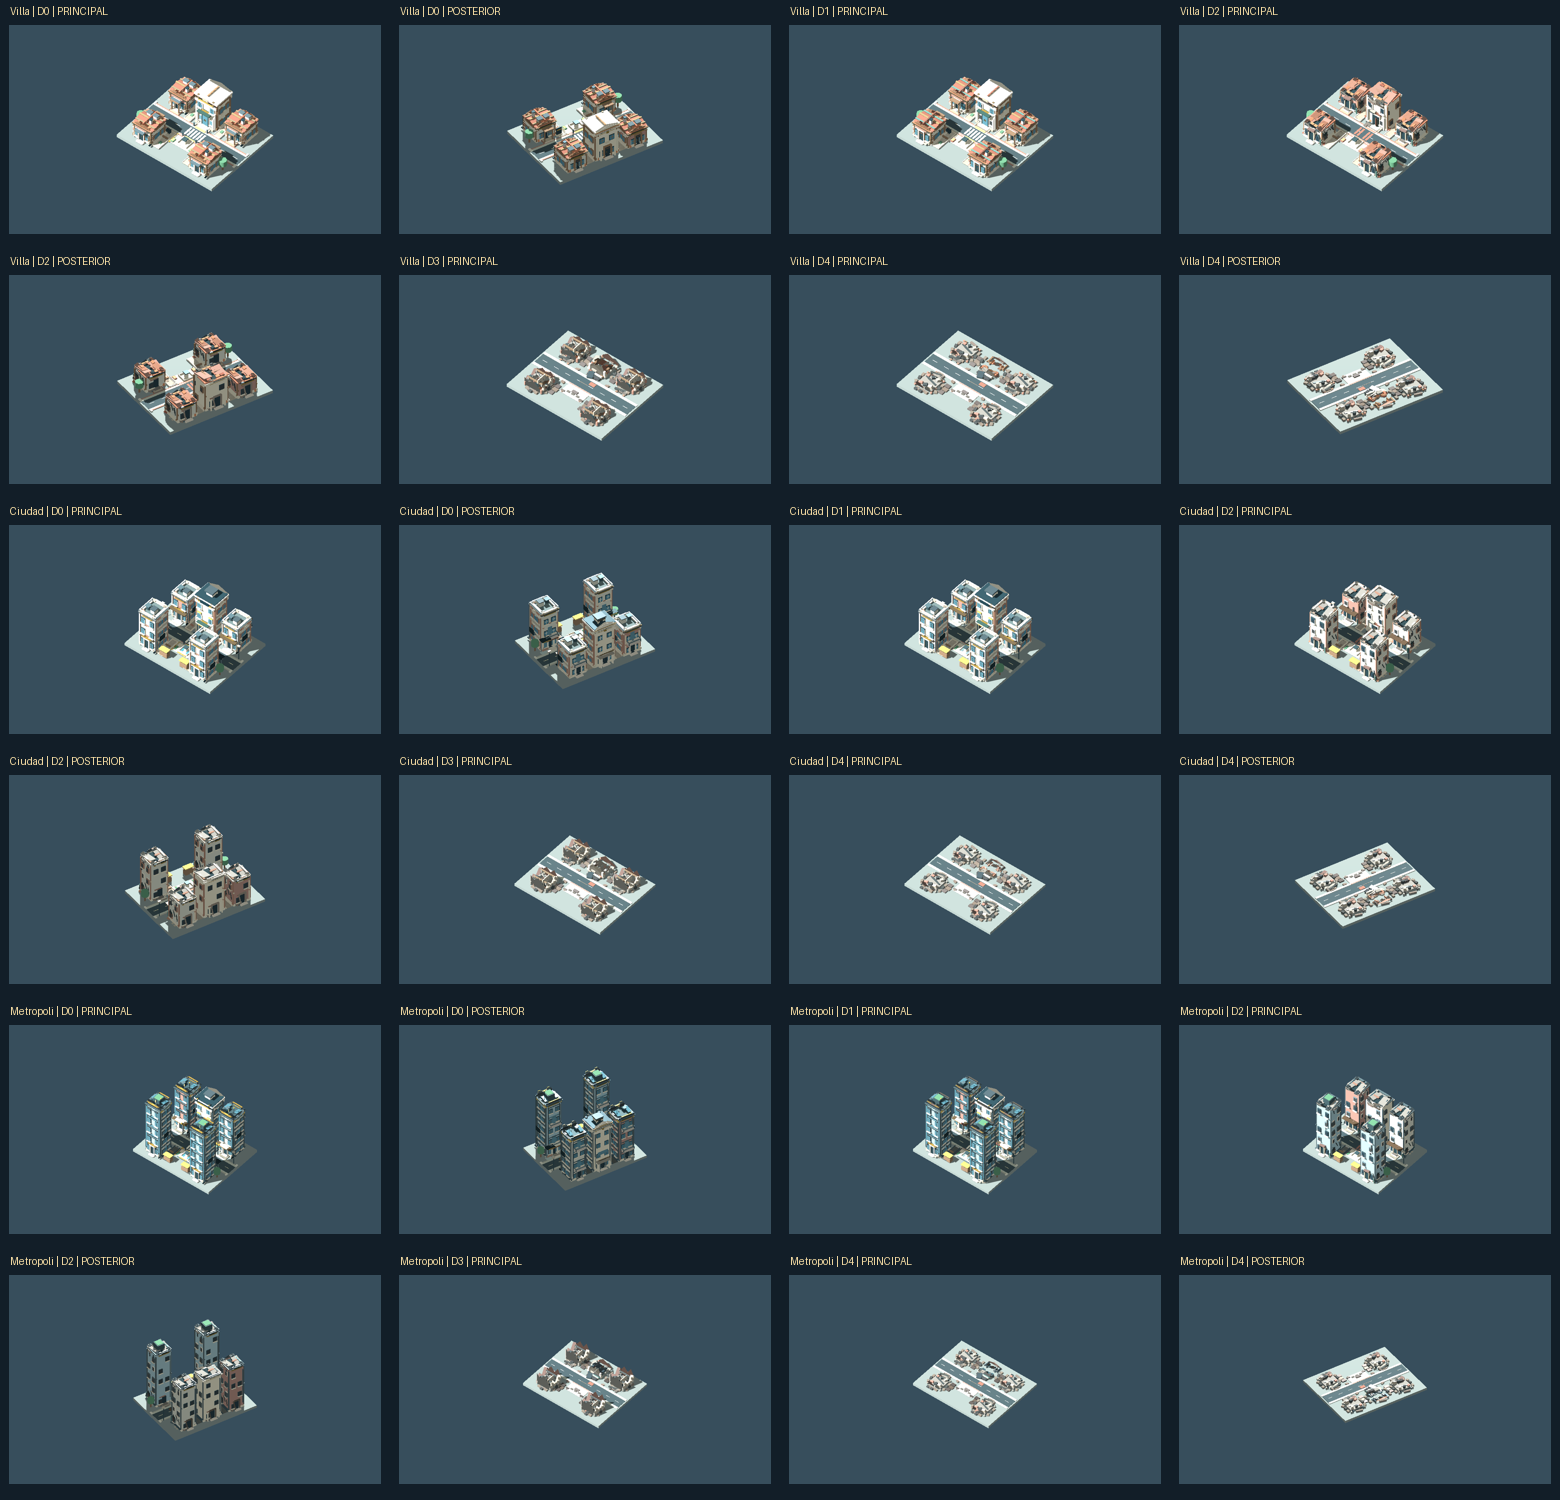 Villa | D0 | PRINCIPAL
Villa | D0 | POSTERIOR
Villa | D1 | PRINCIPAL
Villa | D2 | PRINCIPAL
Villa | D2 | POSTERIOR
Villa | D3 | PRINCIPAL
Villa | D4 | PRINCIPAL
Villa | D4 | POSTERIOR
Ciudad | D0 | PRINCIPAL
Ciudad | D0 | POSTERIOR
Ciudad | D1 | PRINCIPAL
Ciudad | D2 | PRINCIPAL
Ciudad | D2 | POSTERIOR
Ciudad | D3 | PRINCIPAL
Ciudad | D4 | PRINCIPAL
Ciudad | D4 | POSTERIOR
Metropoli | D0 | PRINCIPAL
Metropoli | D0 | POSTERIOR
Metropoli | D1 | PRINCIPAL
Metropoli | D2 | PRINCIPAL
Metropoli | D2 | POSTERIOR
Metropoli | D3 | PRINCIPAL
Metropoli | D4 | PRINCIPAL
Metropoli | D4 | POSTERIOR